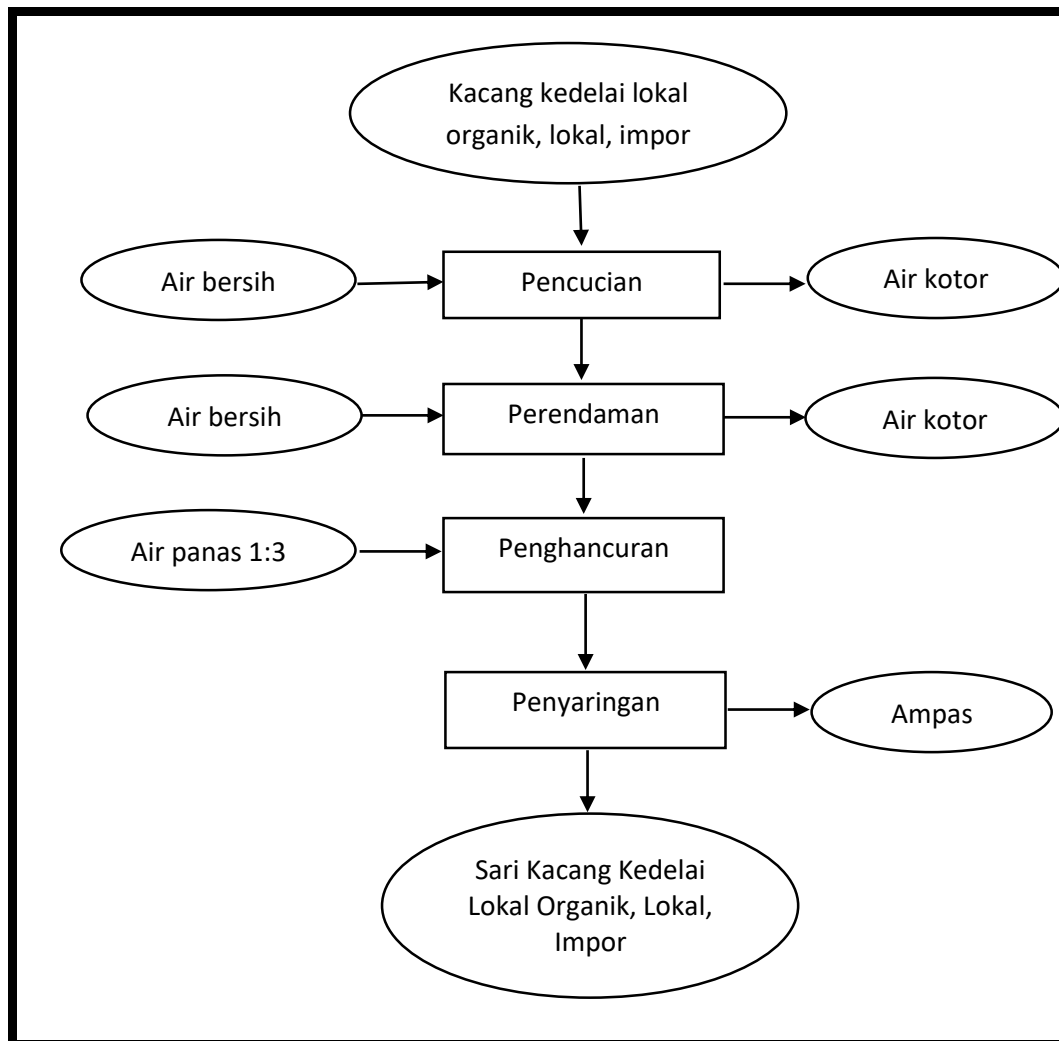 Kacang kedelai lokal
organik, lokal, impor
Air bersih
Pencucian
Air kotor
Air bersih
Perendaman
Air kotor
Air panas 1:3
Penghancuran
Penyaringan
Ampas
Sari Kacang Kedelai
Lokal Organik, Lokal,
Impor